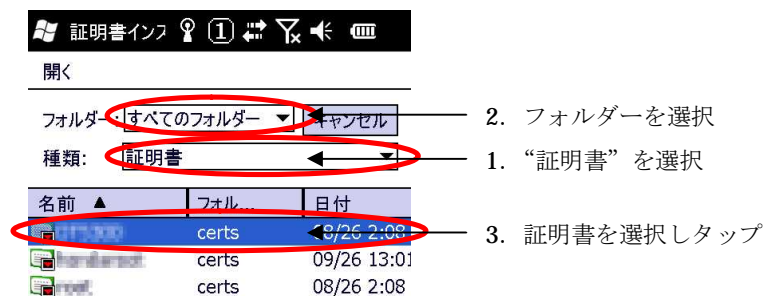 証明書インス
開く
フォルダー: すべてのフォルダー キャンセル
種類: 証明書
名前 ▲ フォル... 日付
certs 08/26 2:08
certs 09/26 13:01
certs 08/26 2:08
2. フォルダーを選択
1. “証明書”を選択
3. 証明書を選択しタップ